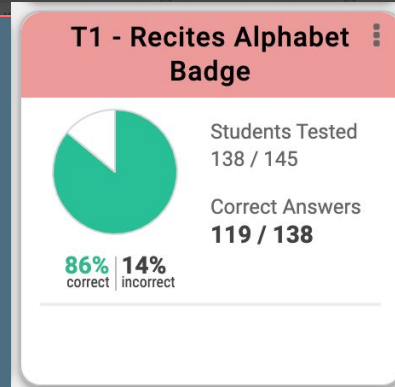 T1 - Recites Alphabet
Badge
Students Tested
138 / 145
Correct Answers
119 / 138
86% 14%
correct incorrect